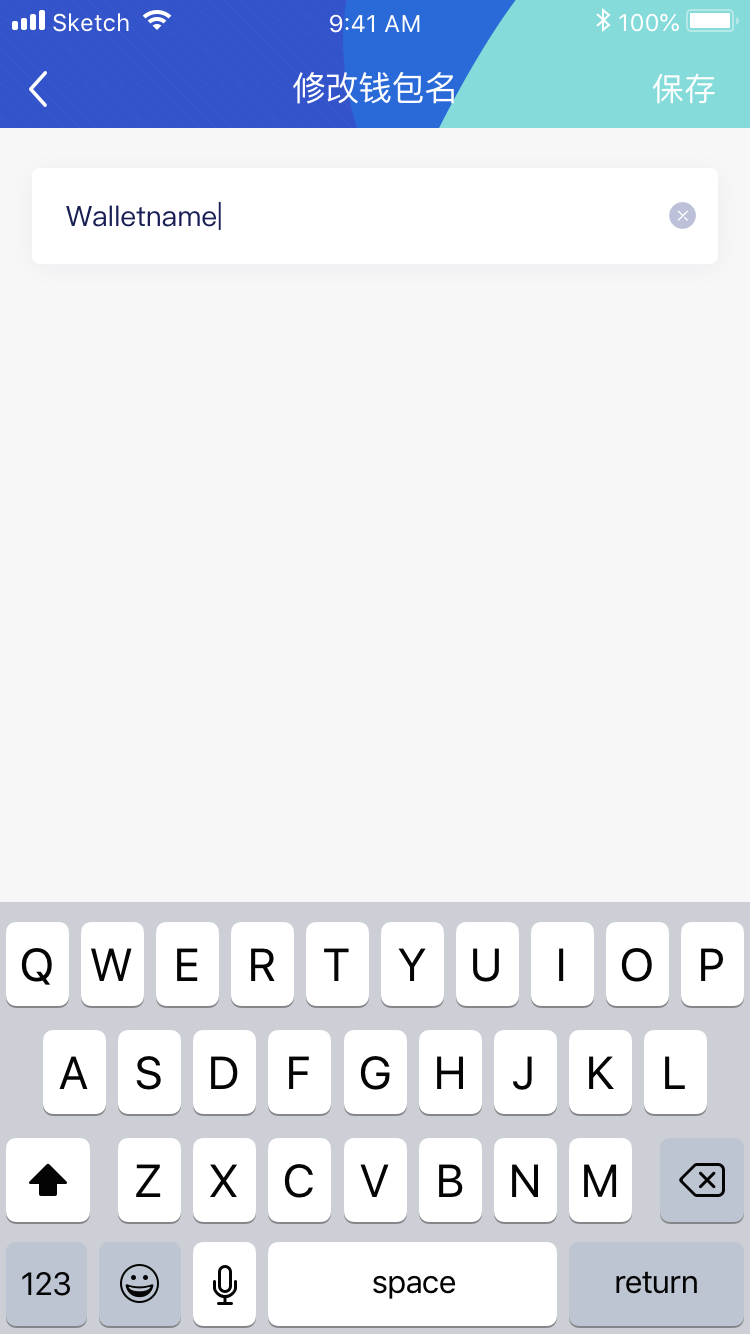 Sketch 9:41 AM 100%
修改钱包名 保存
Walletname
Q W E R T Y U I O P
A S D F G H J K L
Z X C V B N M
123 space return